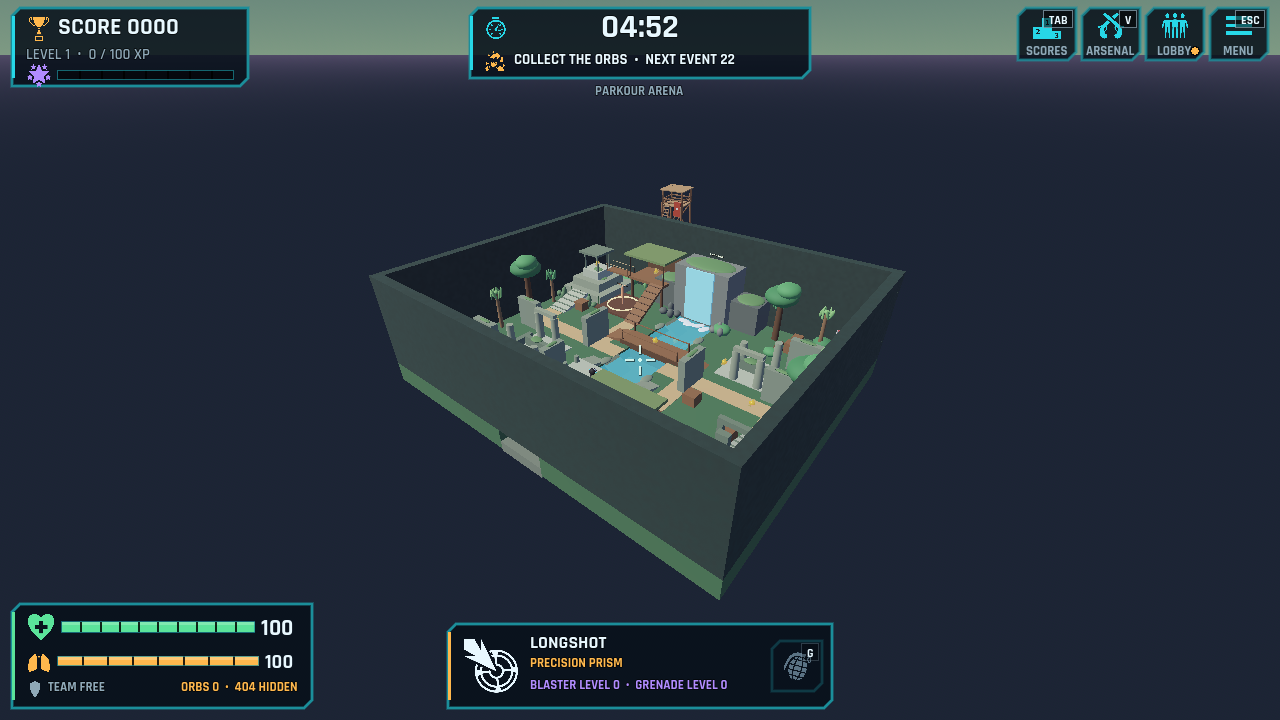 SCORE 0000
LEVEL 1 · 0 / 100 XP
04:52
COLLECT THE ORBS · NEXT EVENT 22
PARKOUR ARENA
TAB
SCORES
V
ARSENAL
LOBBY
ESC
MENU
100
100
TEAM FREE
ORBS 0 · 404 HIDDEN
LONGSHOT
PRECISION PRISM
BLASTER LEVEL 0 · GRENADE LEVEL 0
G